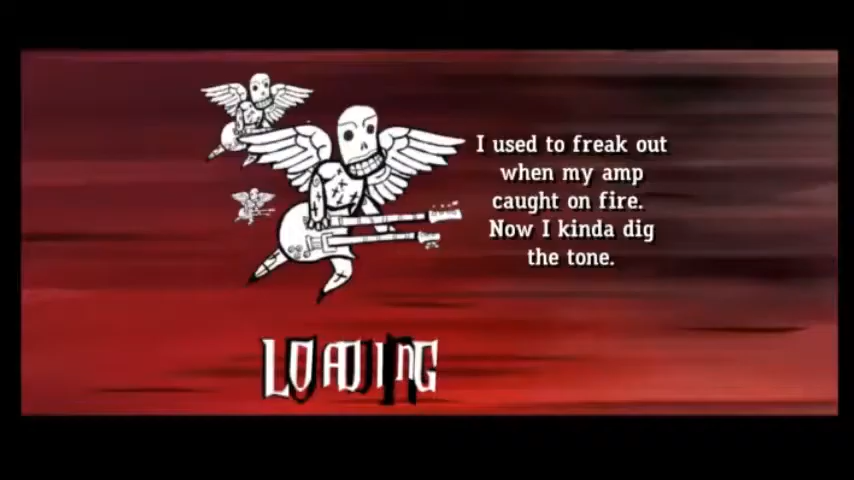 I used to freak out
when my amp
caught on fire.
Now I kinda dig
the tone.
LOADING